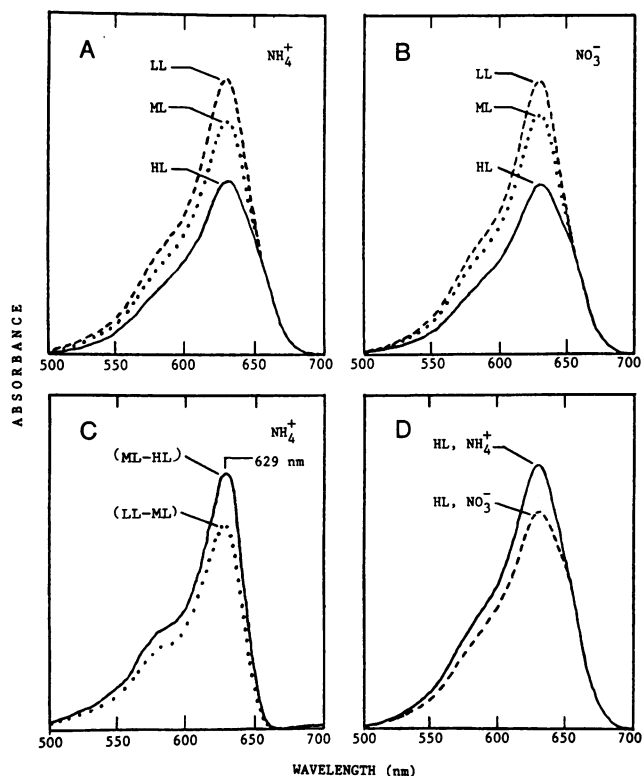 A
NH₄⁺
LL
ML
HL
500 550 600 650 700
B
NO₃⁻
LL
ML
HL
500 550 600 650 700
ABSORBANCE
C
NH₄⁺
(ML-HL)
629 nm
(LL-ML)
500 550 600 650 700
D
HL, NH₄⁺
HL, NO₃⁻
500 550 600 650 700
WAVELENGTH (nm)